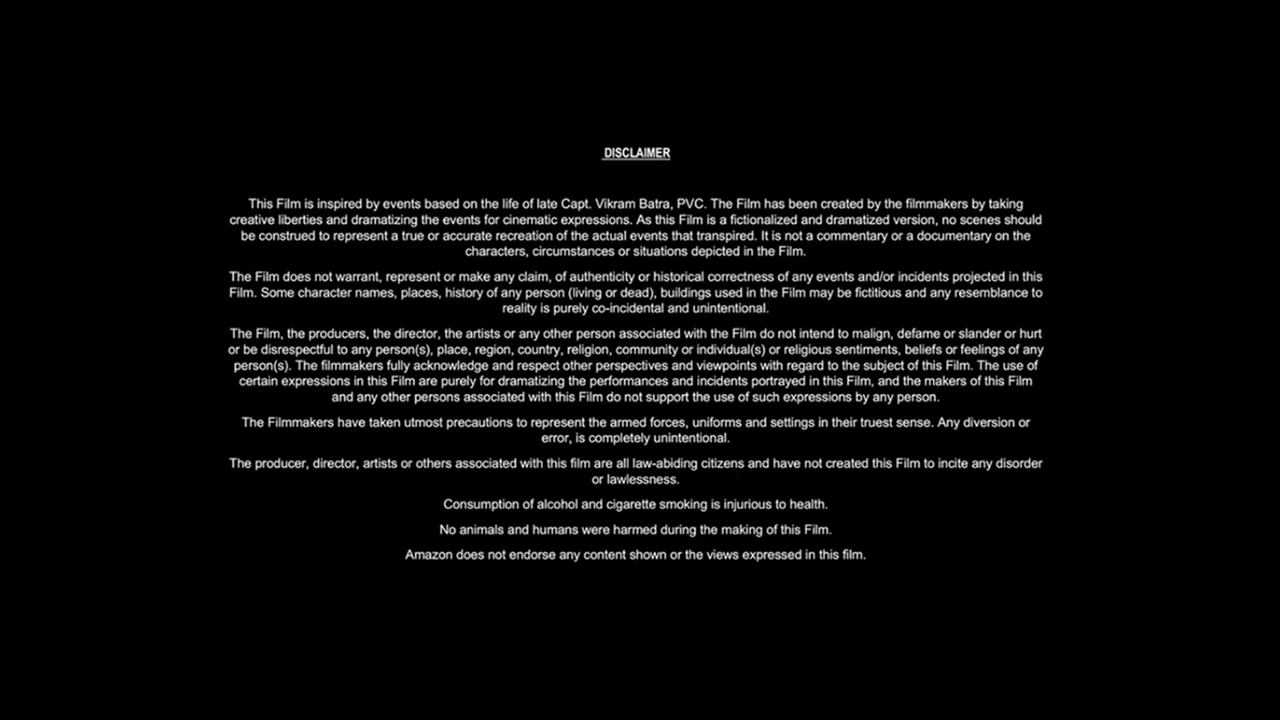 DISCLAIMER
This Film is inspired by events based on the life of late Capt. Vikram Batra, PVC. The Film has been created by the filmmakers by taking
creative liberties and dramatizing the events for cinematic expressions. As this Film is a fictionalized and dramatized version, no scenes should
be construed to represent a true or accurate recreation of the actual events that transpired. It is not a commentary or a documentary on the
characters, circumstances or situations depicted in the Film.
The Film does not warrant, represent or make any claim, of authenticity or historical correctness of any events and/or incidents projected in this
Film. Some character names, places, history of any person (living or dead), buildings used in the Film may be fictitious and any resemblance to
reality is purely co-incidental and unintentional.
The Film, the producers, the director, the artists or any other person associated with the Film do not intend to malign, defame or slander or hurt
or be disrespectful to any person(s), place, region, country, religion, community or individual(s) or religious sentiments, beliefs or feelings of any
person(s). The filmmakers fully acknowledge and respect other perspectives and viewpoints with regard to the subject of this Film. The use of
certain expressions in this Film are purely for dramatizing the performances and incidents portrayed in this Film, and the makers of this Film
and any other persons associated with this Film do not support the use of such expressions by any person.
The Filmmakers have taken utmost precautions to represent the armed forces, uniforms and settings in their truest sense. Any diversion or
error, is completely unintentional.
The producer, director, artists or others associated with this film are all law-abiding citizens and have not created this Film to incite any disorder
or lawlessness.
Consumption of alcohol and cigarette smoking is injurious to health.
No animals and humans were harmed during the making of this Film.
Amazon does not endorse any content shown or the views expressed in this film.